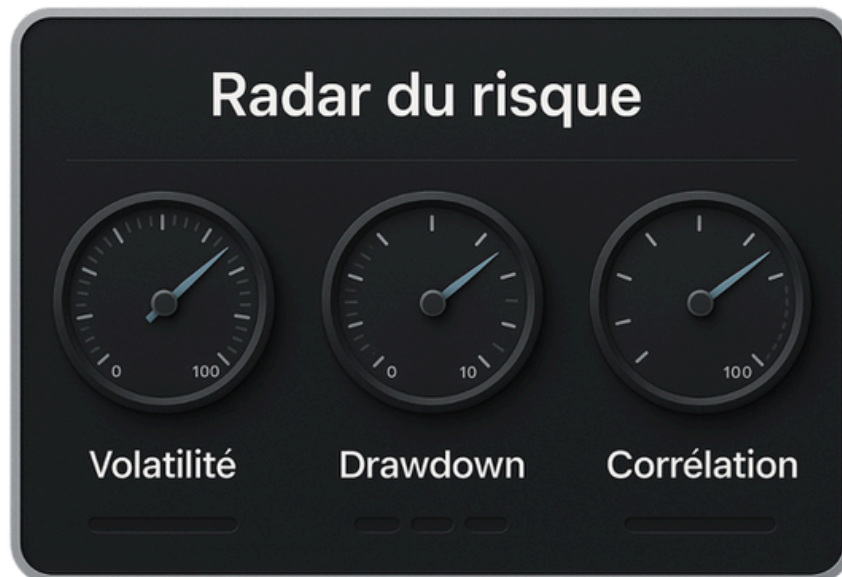 Radar du risque
0 100
0 10
100
Volatilité
Drawdown
Corrélation